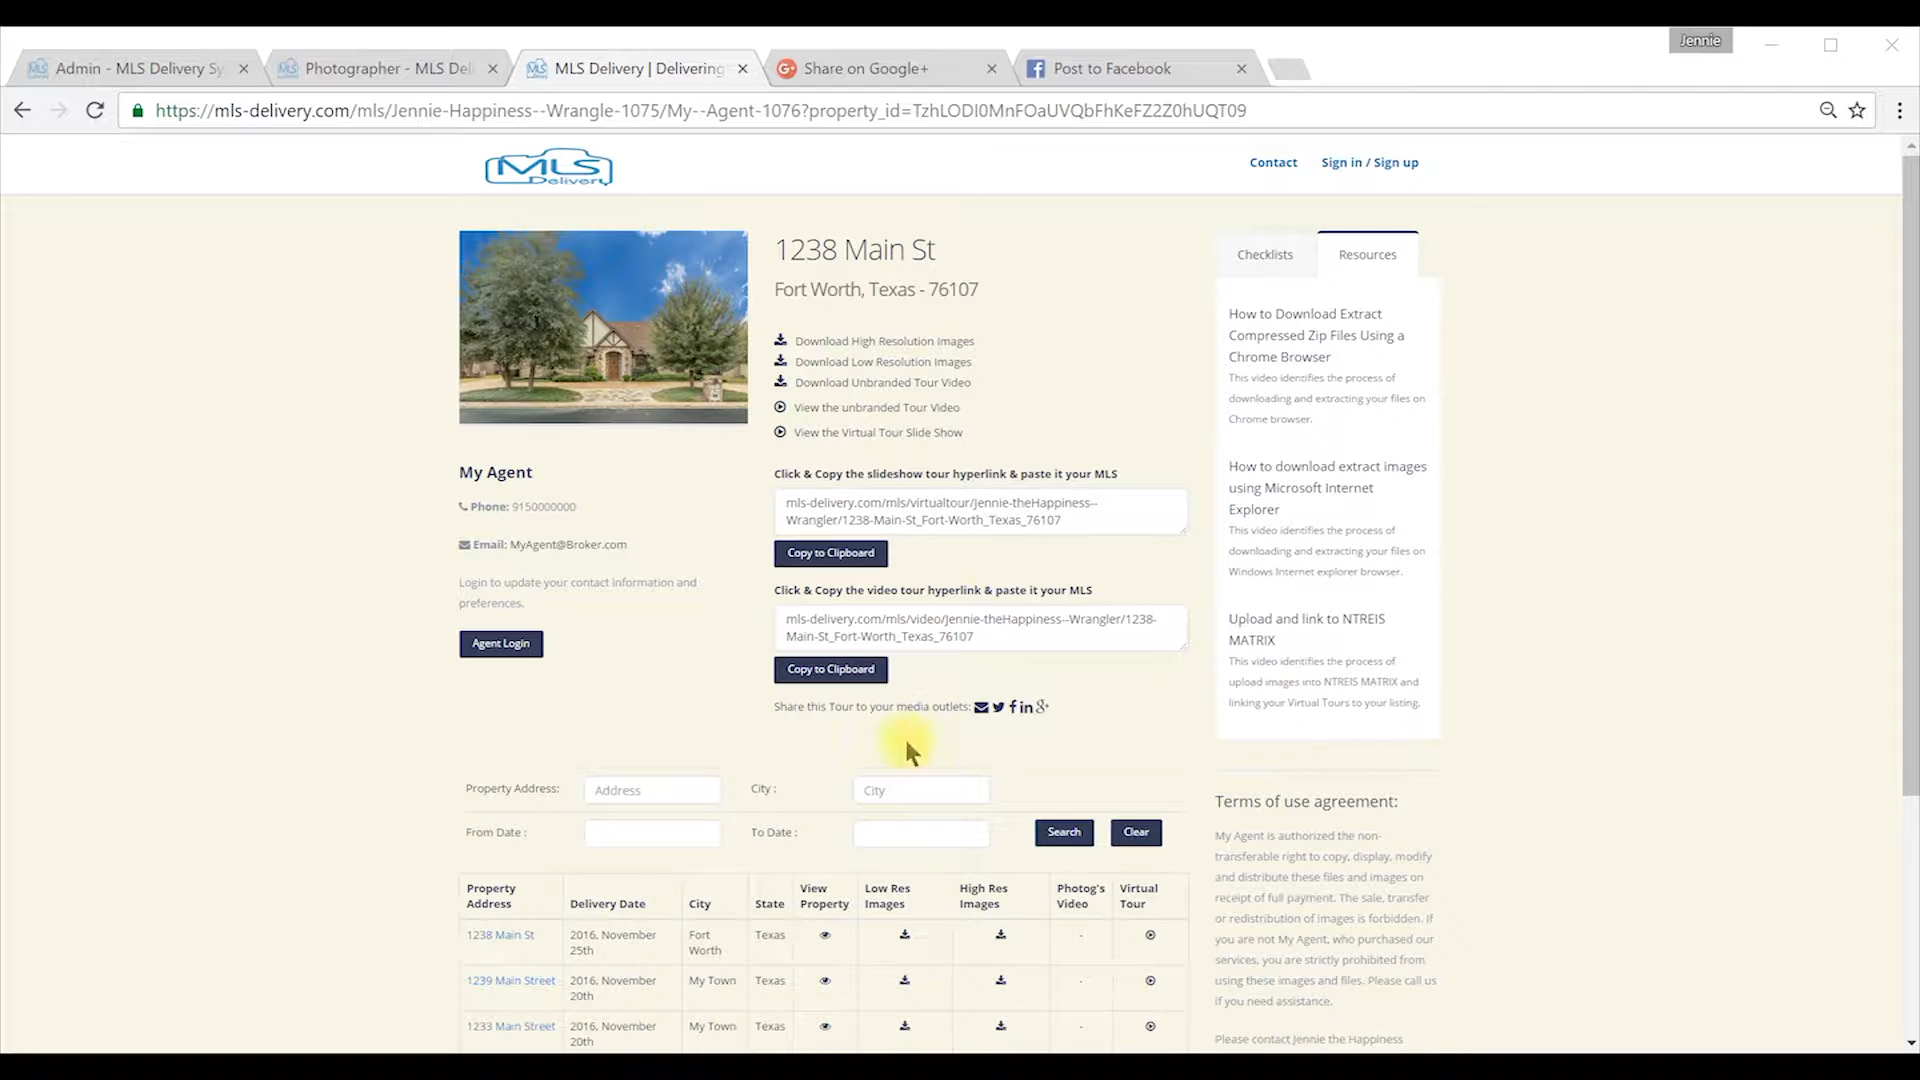 Jennie
Admin - MLS Delivery Sy
Photographer - MLS Deli
MLS Delivery | Delivering
Share on Google+
Post to Facebook
https://mls-delivery.com/mls/Jennie-Happiness--Wrangle-1075/My--Agent-1076?property_id=TzhLODI0MnFOaUVQbFhKeFZ2Z0hUQT09
MLS
Delivery
Contact
Sign in / Sign up
1238 Main St
Fort Worth, Texas - 76107
Download High Resolution Images
Download Low Resolution Images
Download Unbranded Tour Video
View the unbranded Tour Video
View the Virtual Tour Slide Show
My Agent
Phone: 9150000000
Email: MyAgent@Broker.com
Login to update your contact information and
preferences.
Agent Login
Click & Copy the slideshow tour hyperlink & paste it your MLS
mls-delivery.com/mls/virtualtour/Jennie-theHappiness--
Wrangler/1238-Main-St_Fort-Worth_Texas_76107
Copy to Clipboard
Click & Copy the video tour hyperlink & paste it your MLS
mls-delivery.com/mls/video/Jennie-theHappiness--Wrangler/1238-
Main-St_Fort-Worth_Texas_76107
Copy to Clipboard
Share this Tour to your media outlets:
Checklists
Resources
How to Download Extract
Compressed Zip Files Using a
Chrome Browser
This video identifies the process of
downloading and extracting your files on
Chrome browser.
How to download extract images
using Microsoft Internet
Explorer
This video identifies the process of
downloading and extracting your files on
Windows Internet explorer browser.
Upload and link to NTREIS
MATRIX
This video identifies the process of
upload images into NTREIS MATRIX and
linking your Virtual Tours to your listing.
Property Address:
Address
City :
City
From Date :
To Date :
Search
Clear
Property Address
Delivery Date
City
State
View Property
Low Res Images
High Res Images
Photog's Video
Virtual Tour
1238 Main St
2016, November 25th
Fort Worth
Texas
-
1239 Main Street
2016, November 20th
My Town
Texas
-
1233 Main Street
2016, November 20th
My Town
Texas
-
Terms of use agreement:
My Agent is authorized the non-
transferable right to copy, display, modify
and distribute these files and images on
receipt of full payment. The sale, transfer
or redistribution of images is forbidden. If
you are not My Agent, who purchased our
services, you are strictly prohibited from
using these images and files. Please call us
if you need assistance.
Please contact Jennie the Happiness